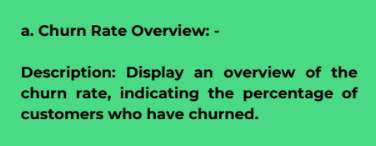 a. Churn Rate Overview: -
Description: Display an overview of the
churn rate, indicating the percentage of
customers who have churned.